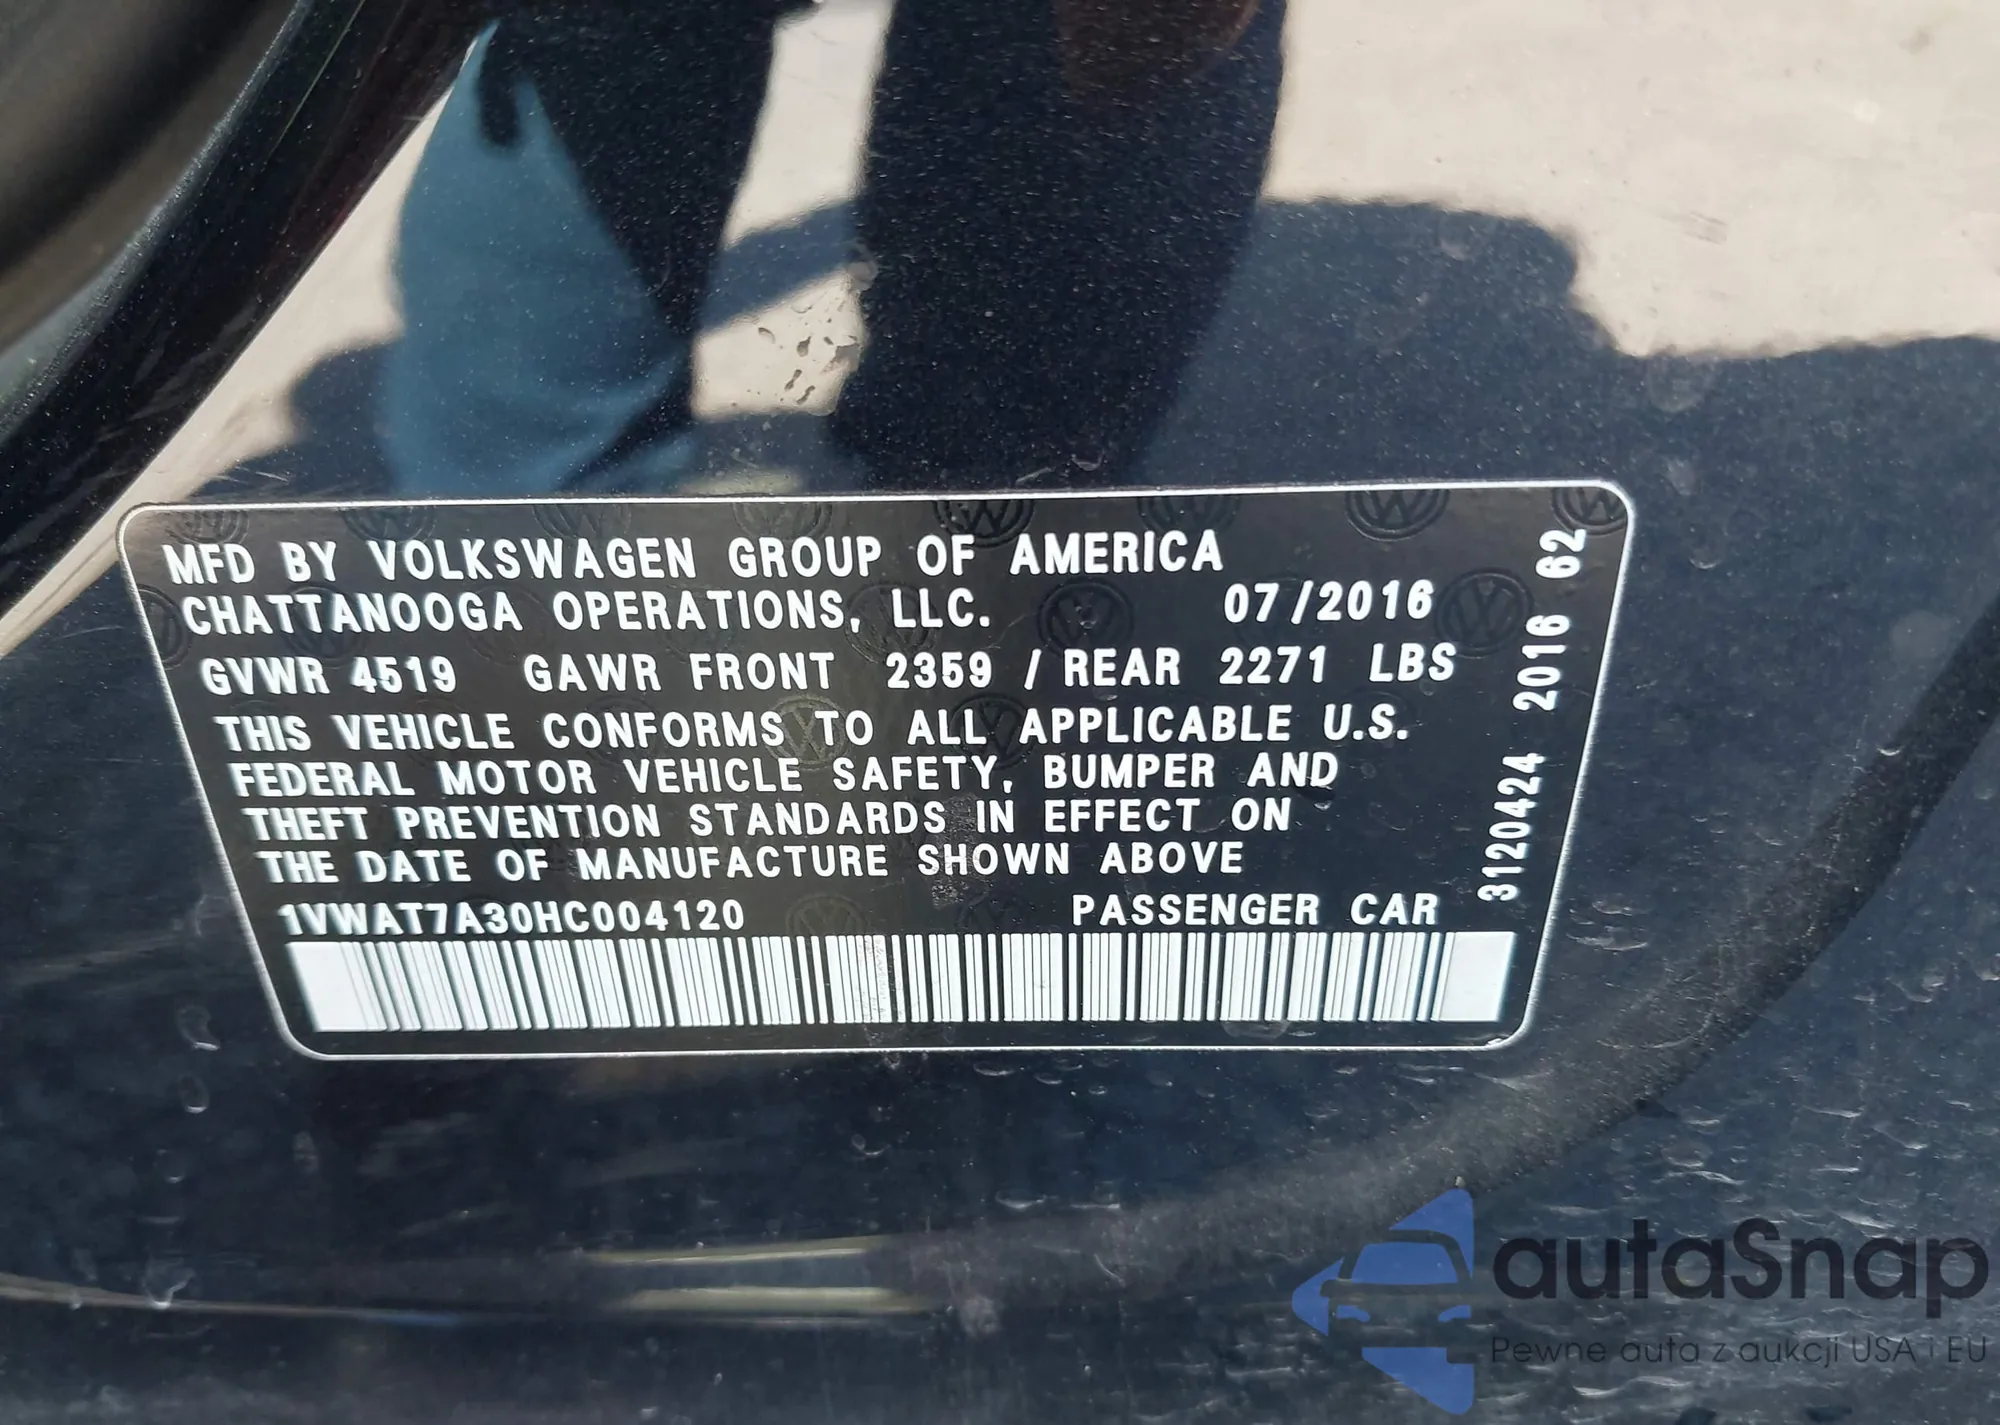 MFD BY VOLKSWAGEN GROUP OF AMERICA
CHATTANOOGA OPERATIONS, LLC. 07/2016
GVWR 4519 GAWR FRONT 2359 / REAR 2271 LBS
THIS VEHICLE CONFORMS TO ALL APPLICABLE U.S.
FEDERAL MOTOR VEHICLE SAFETY, BUMPER AND
THEFT PREVENTION STANDARDS IN EFFECT ON
THE DATE OF MANUFACTURE SHOWN ABOVE
1VWAT7A30HC004120 PASSENGER CAR
3120424 2016 62
autaSnap
Pewne auta z aukcji USA i EU